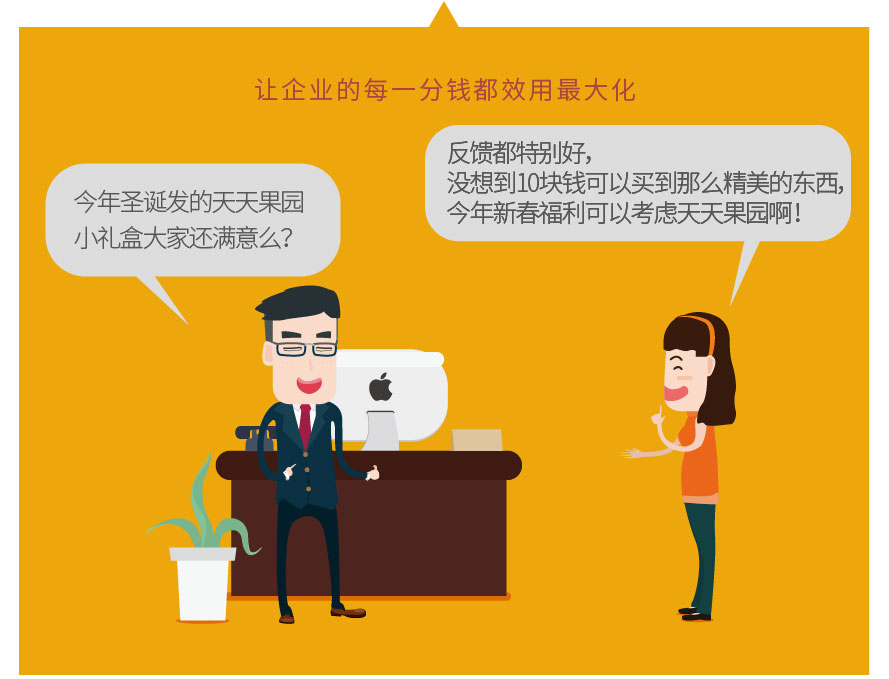 让企业的每一分钱都效用最大化
今年圣诞发的天天果园
小礼盒大家还满意么？
反馈都特别好，
没想到10块钱可以买到那么精美的东西，
今年新春福利可以考虑天天果园啊！